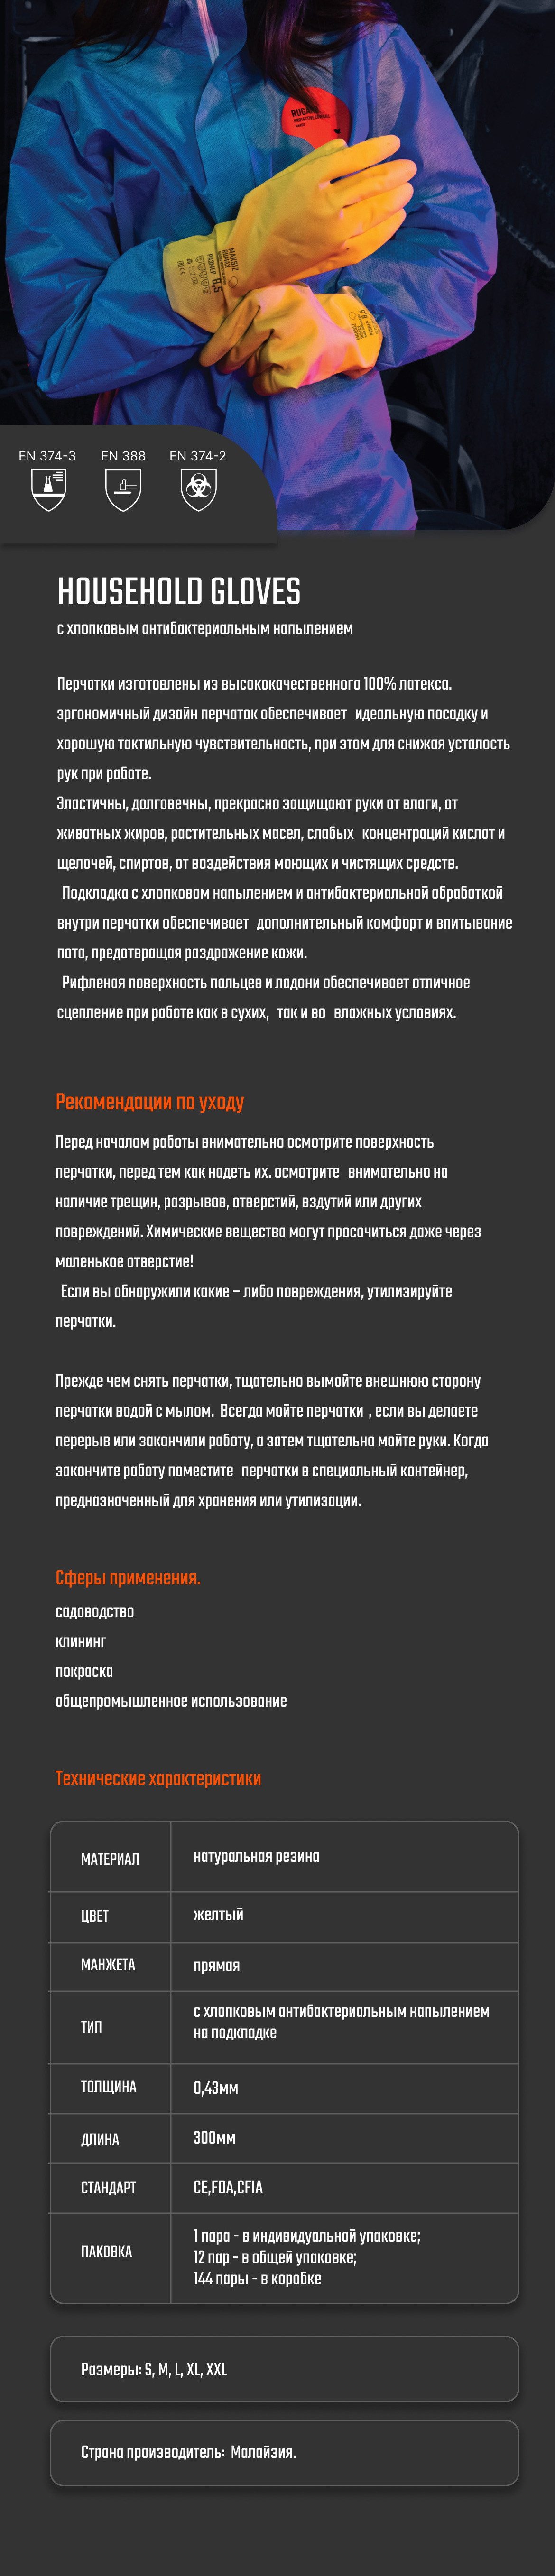 RUGA
MAKSIZ
РАЗМЕР
8,5
8,5
EN 374-3
EN 388
EN 374-2
HOUSEHOLD GLOVES
с хлопковым антибактериальным напылением
Перчатки изготовлены из высококачественного 100% латекса.
эргономичный дизайн перчаток обеспечивает идеальную посадку и
хорошую тактильную чувствительность, при этом для снижая усталость
рук при работе.
Эластичны, долговечны, прекрасно защищают руки от влаги, от
животных жиров, растительных масел, слабых концентраций кислот и
щелочей, спиртов, от воздействия моющих и чистящих средств.
Подкладка с хлопковом напылением и антибактериальной обработкой
внутри перчатки обеспечивает дополнительный комфорт и впитывание
пота, предотвращая раздражение кожи.
Рифленая поверхность пальцев и ладони обеспечивает отличное
сцепление при работе как в сухих, так и во влажных условиях.
Рекомендации по уходу
Перед началом работы внимательно осмотрите поверхность
перчатки, перед тем как надеть их. осмотрите внимательно на
наличие трещин, разрывов, отверстий, вздутий или других
повреждений. Химические вещества могут просочиться даже через
маленькое отверстие!
Если вы обнаружили какие – либо повреждения, утилизируйте
перчатки.
Прежде чем снять перчатки, тщательно вымойте внешнюю сторону
перчатки водой с мылом. Всегда мойте перчатки , если вы делаете
перерыв или закончили работу, а затем тщательно мойте руки. Когда
закончите работу поместите перчатки в специальный контейнер,
предназначенный для хранения или утилизации.
Сферы применения.
садоводство
клининг
покраска
общепромышленное использование
Технические характеристики
МАТЕРИАЛ
натуральная резина
ЦВЕТ
желтый
МАНЖЕТА
прямая
ТИП
с хлопковым антибактериальным напылением
на подкладке
ТОЛЩИНА
0,43мм
ДЛИНА
300мм
СТАНДАРТ
CE,FDA,CFIA
ПАКОВКА
1 пара - в индивидуальной упаковке;
12 пар - в общей упаковке;
144 пары - в коробке
Размеры: S, M, L, XL, XXL
Страна производитель: Малайзия.